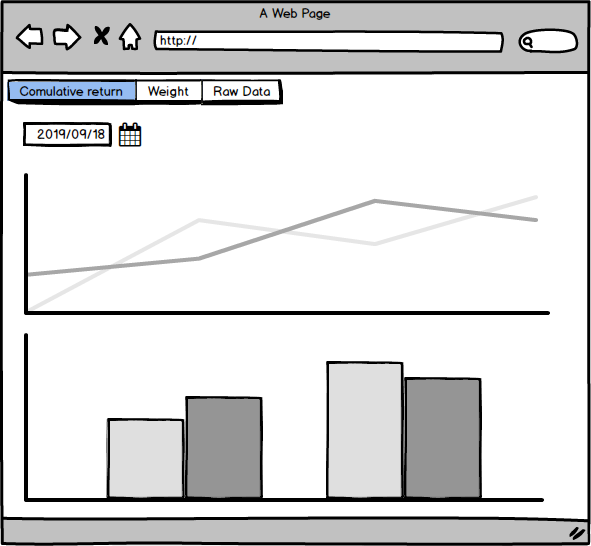 A Web Page
http://
Comulative return Weight Raw Data
2019/09/18